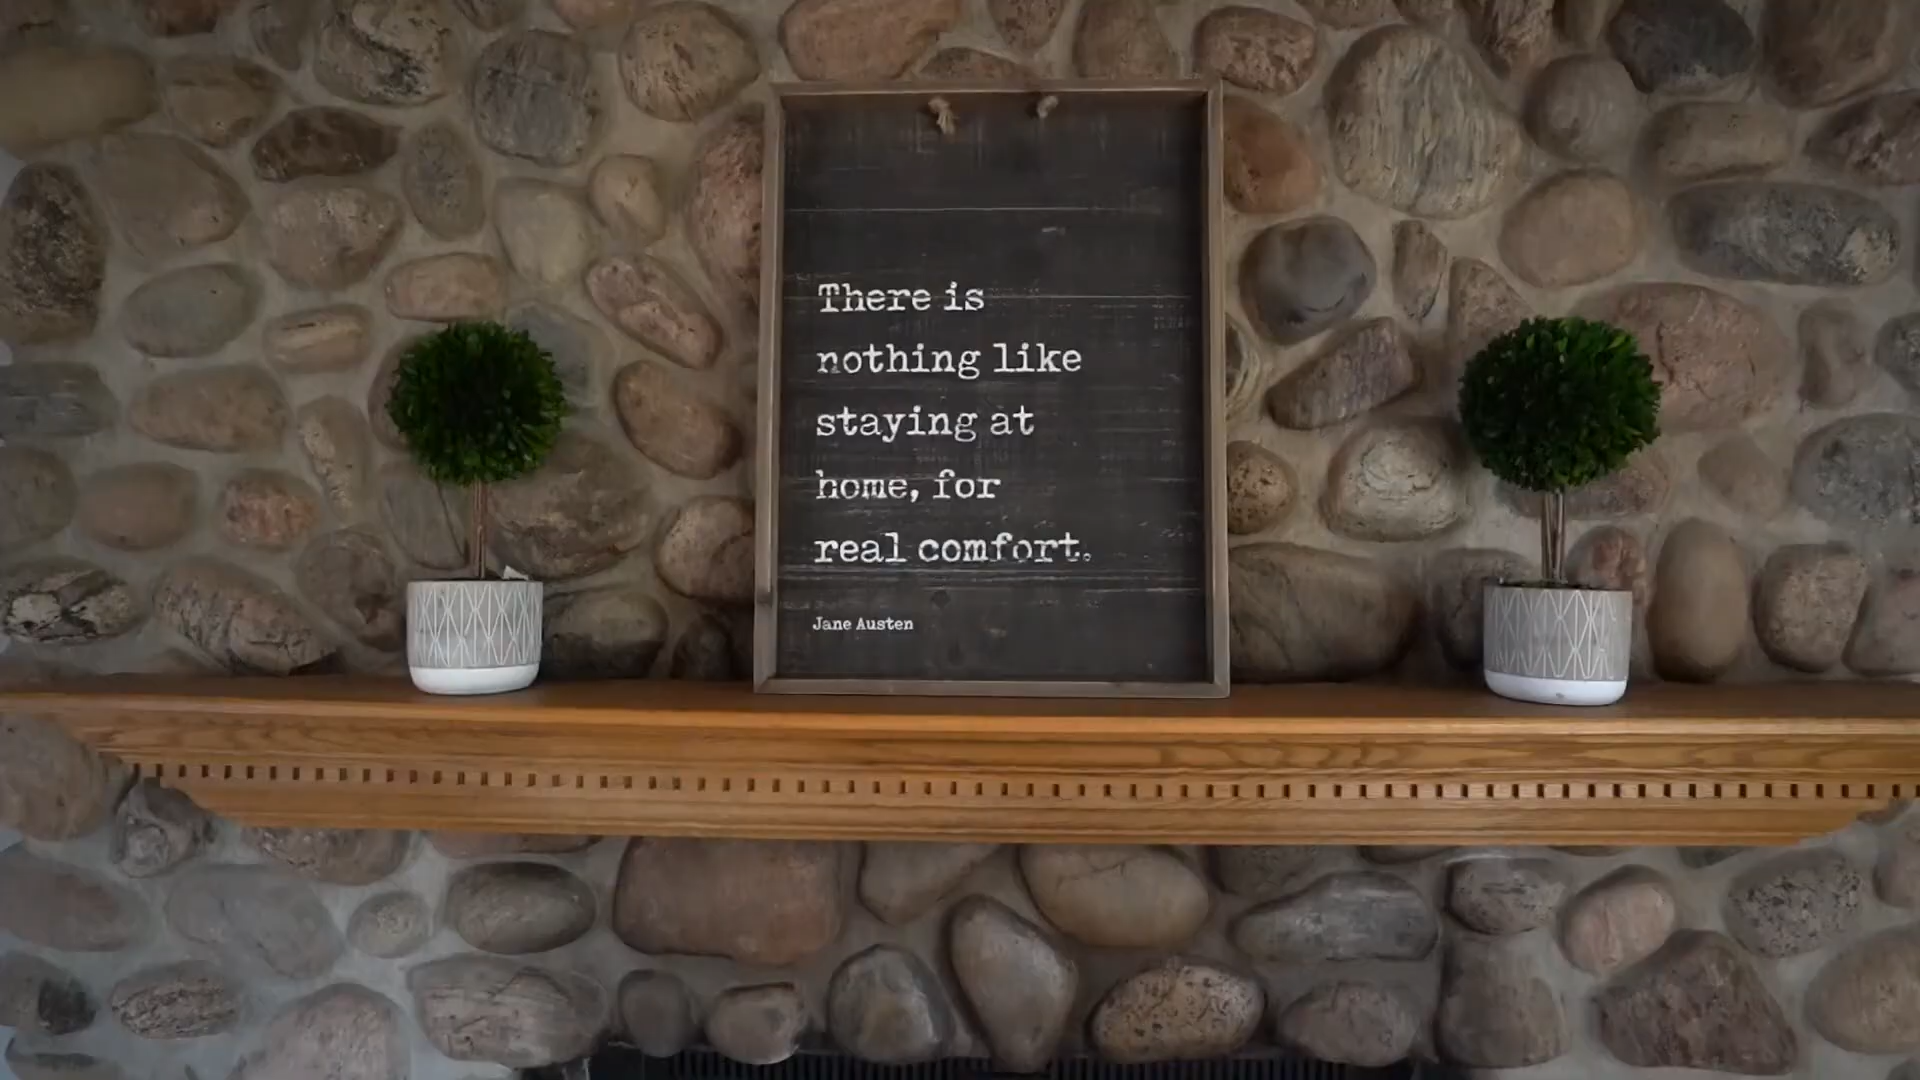 There is
nothing like
staying at
home, for
real comfort.
Jane Austen